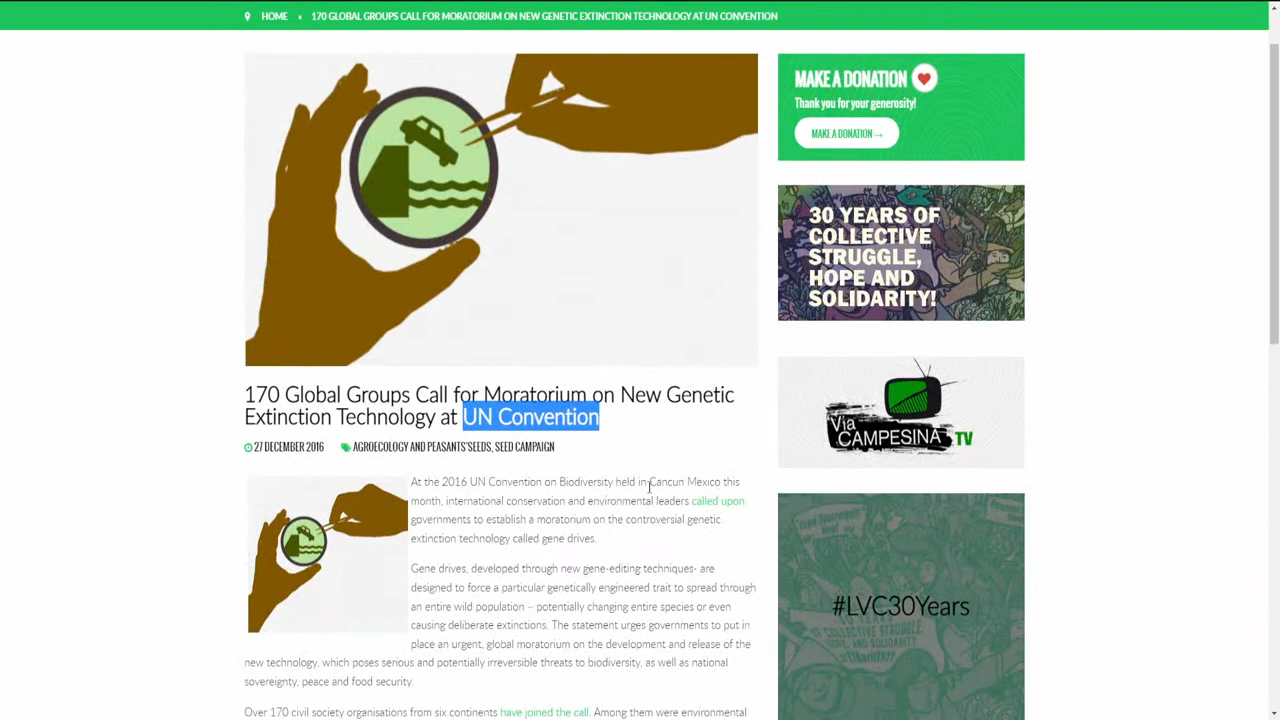 HOME » 170 GLOBAL GROUPS CALL FOR MORATORIUM ON NEW GENETIC EXTINCTION TECHNOLOGY AT UN CONVENTION
170 Global Groups Call for Moratorium on New Genetic
Extinction Technology at UN Convention
27 DECEMBER 2016 AGROECOLOGY AND PEASANTS'SEEDS, SEED CAMPAIGN
At the 2016 UN Convention on Biodiversity held in Cancun Mexico this
month, international conservation and environmental leaders called upon
governments to establish a moratorium on the controversial genetic
extinction technology called gene drives.
Gene drives, developed through new gene-editing techniques- are
designed to force a particular genetically engineered trait to spread through
an entire wild population – potentially changing entire species or even
causing deliberate extinctions. The statement urges governments to put in
place an urgent, global moratorium on the development and release of the
new technology, which poses serious and potentially irreversible threats to biodiversity, as well as national
sovereignty, peace and food security.
Over 170 civil society organisations from six continents have joined the call. Among them were environmental
MAKE A DONATION
Thank you for your generosity!
MAKE A DONATION →
30 YEARS OF
COLLECTIVE
STRUGGLE,
HOPE AND
SOLIDARITY!
Via
CAMPESINA TV
#LVC30Years